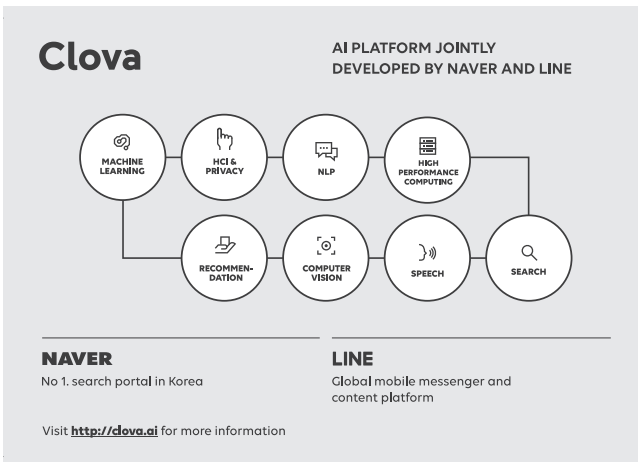 Clova
AI PLATFORM JOINTLY
DEVELOPED BY NAVER AND LINE
MACHINE
LEARNING
HCI &
PRIVACY
NLP
HIGH
PERFORMANCE
COMPUTING
RECOMMEN-
DATION
COMPUTER
VISION
SPEECH
SEARCH
NAVER
No 1. search portal in Korea
LINE
Global mobile messenger and
content platform
Visit http://clova.ai for more information